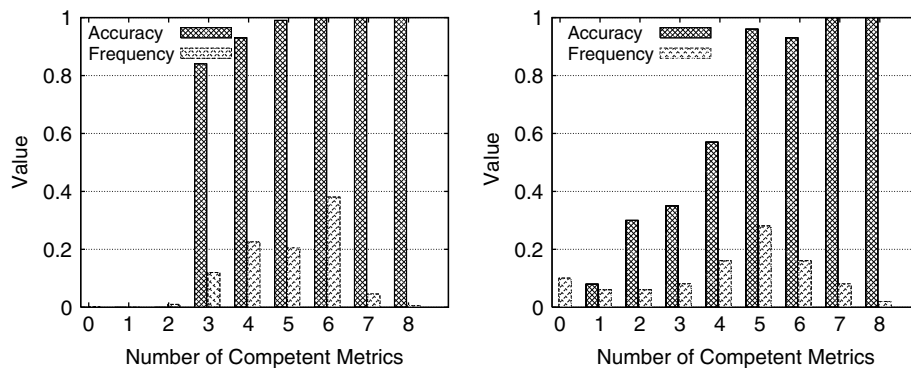 1
0.8
0.6
0.4
0.2
0
Value
Accuracy
Frequency
0 1 2 3 4 5 6 7 8
Number of Competent Metrics
1
0.8
0.6
0.4
0.2
0
Value
Accuracy
Frequency
0 1 2 3 4 5 6 7 8
Number of Competent Metrics